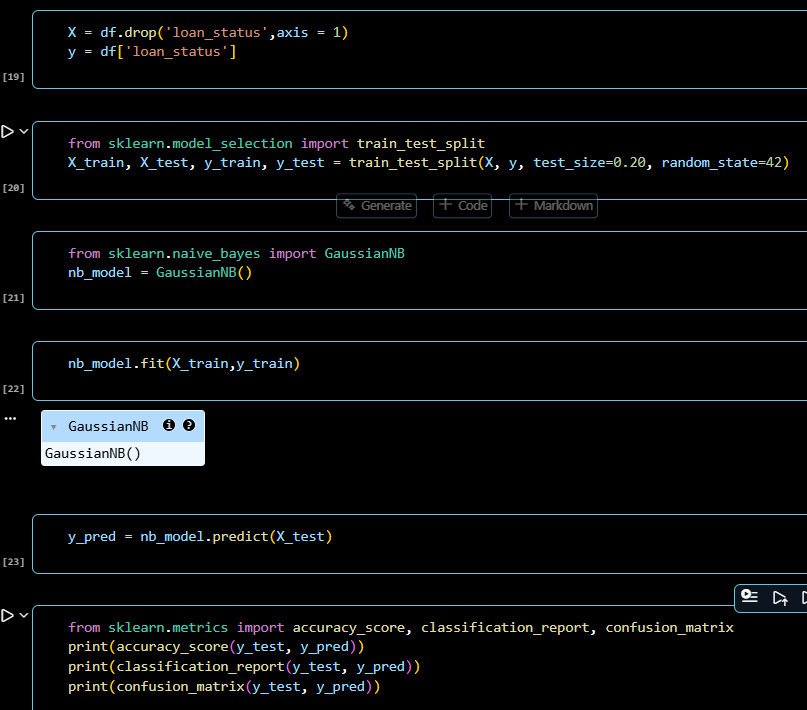 X = df.drop('loan_status',axis = 1)
y = df['loan_status']
[19]
from sklearn.model_selection import train_test_split
X_train, X_test, y_train, y_test = train_test_split(X, y, test_size=0.20, random_state=42)
[20]
Generate + Code + Markdown
from sklearn.naive_bayes import GaussianNB
nb_model = GaussianNB()
[21]
nb_model.fit(X_train,y_train)
[22]
...
GaussianNB i ?
GaussianNB()
y_pred = nb_model.predict(X_test)
[23]
from sklearn.metrics import accuracy_score, classification_report, confusion_matrix
print(accuracy_score(y_test, y_pred))
print(classification_report(y_test, y_pred))
print(confusion_matrix(y_test, y_pred))